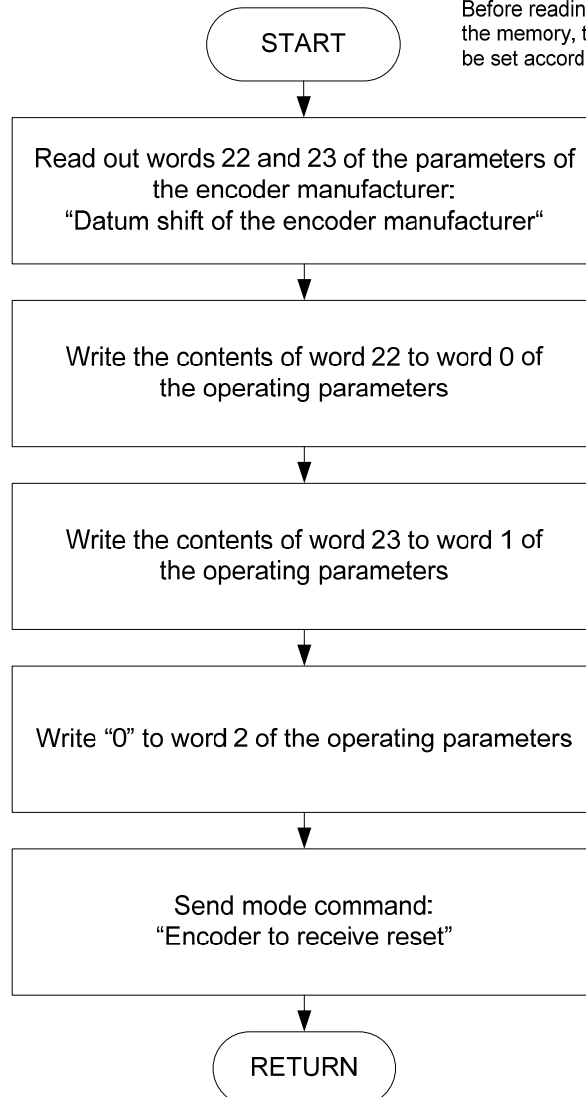 START
Before readin
the memory, t
be set accord
Read out words 22 and 23 of the parameters of
the encoder manufacturer:
“Datum shift of the encoder manufacturer“
Write the contents of word 22 to word 0 of
the operating parameters
Write the contents of word 23 to word 1 of
the operating parameters
Write “0” to word 2 of the operating parameters
Send mode command:
“Encoder to receive reset”
RETURN